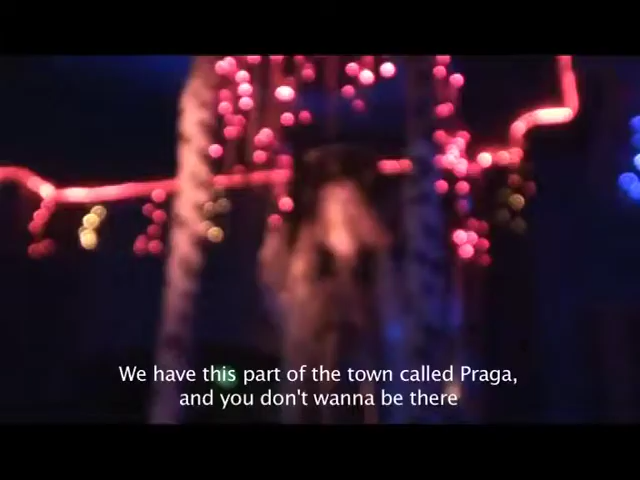 We have this part of the town called Praga,
and you don't wanna be there